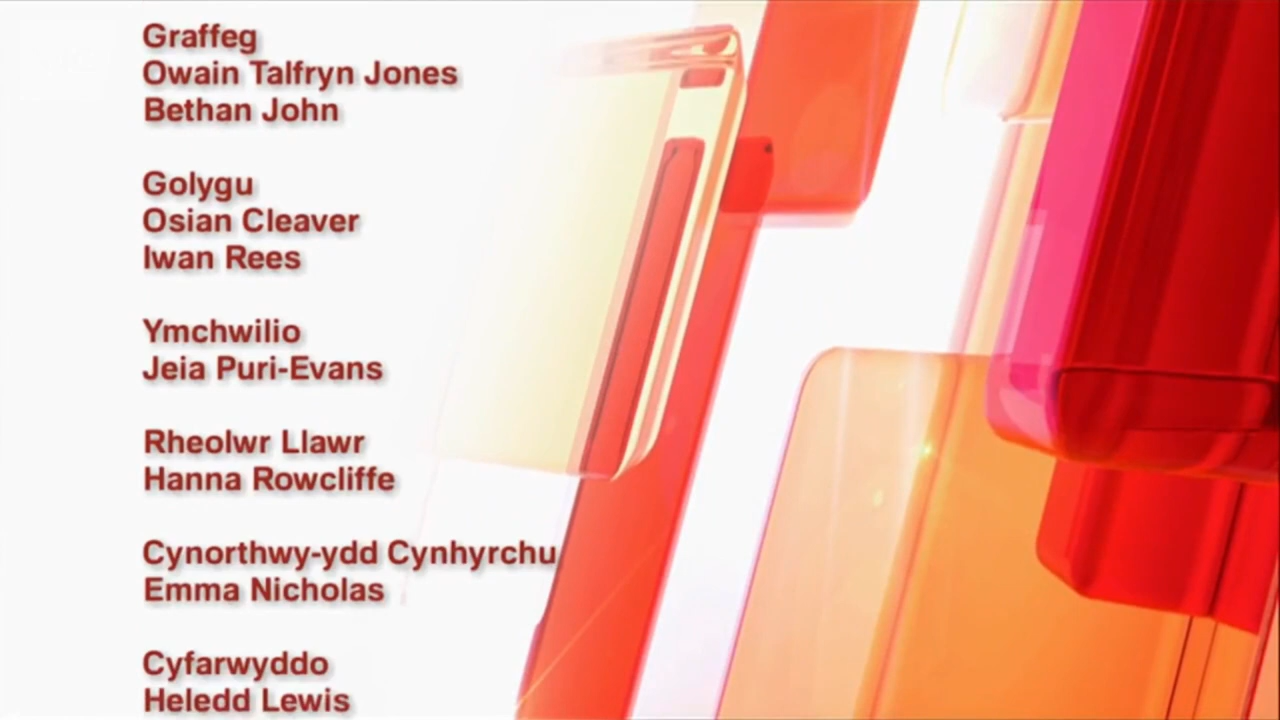 Graffeg
Owain Talfryn Jones
Bethan John
Golygu
Osian Cleaver
Iwan Rees
Ymchwilio
Jeia Puri-Evans
Rheolwr Llawr
Hanna Rowcliffe
Cynorthwy-ydd Cynhyrchu
Emma Nicholas
Cyfarwyddo
Heledd Lewis